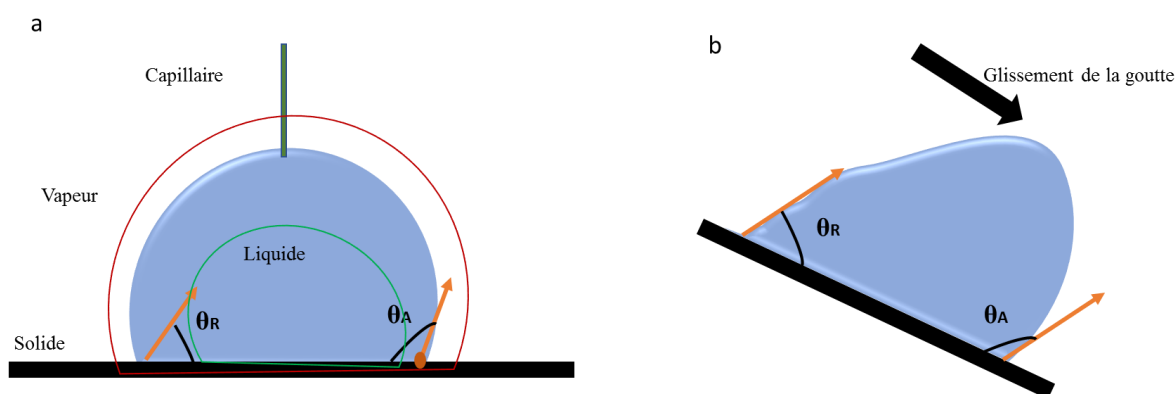 a
Capillaire
Vapeur
Liquide
θR
θA
Solide
b
Glissement de la goutte
θR
θA